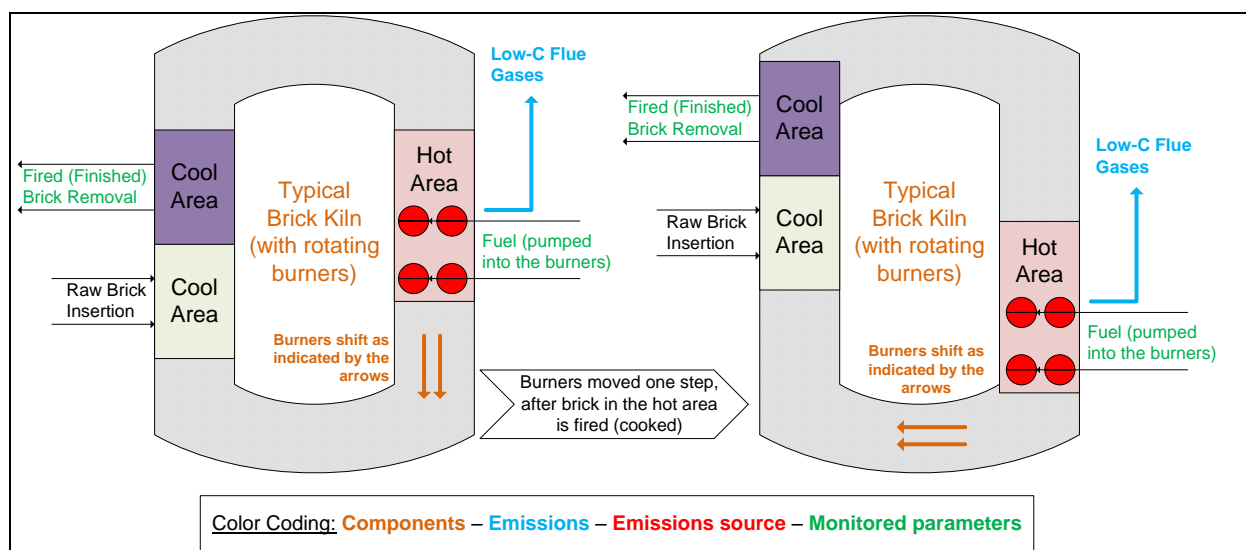 Low-C Flue
Gases
Fired (Finished)
Brick Removal
Cool
Area
Raw Brick
Insertion
Cool
Area
Typical
Brick Kiln
(with rotating
burners)
Hot
Area
Fuel (pumped
into the burners)
Burners shift as
indicated by the
arrows
Burners moved one step,
after brick in the hot area
is fired (cooked)
Fired (Finished)
Brick Removal
Cool
Area
Raw Brick
Insertion
Cool
Area
Typical
Brick Kiln
(with rotating
burners)
Low-C Flue
Gases
Hot
Area
Fuel (pumped
into the burners)
Burners shift as
indicated by the
arrows
Color Coding: Components – Emissions – Emissions source – Monitored parameters